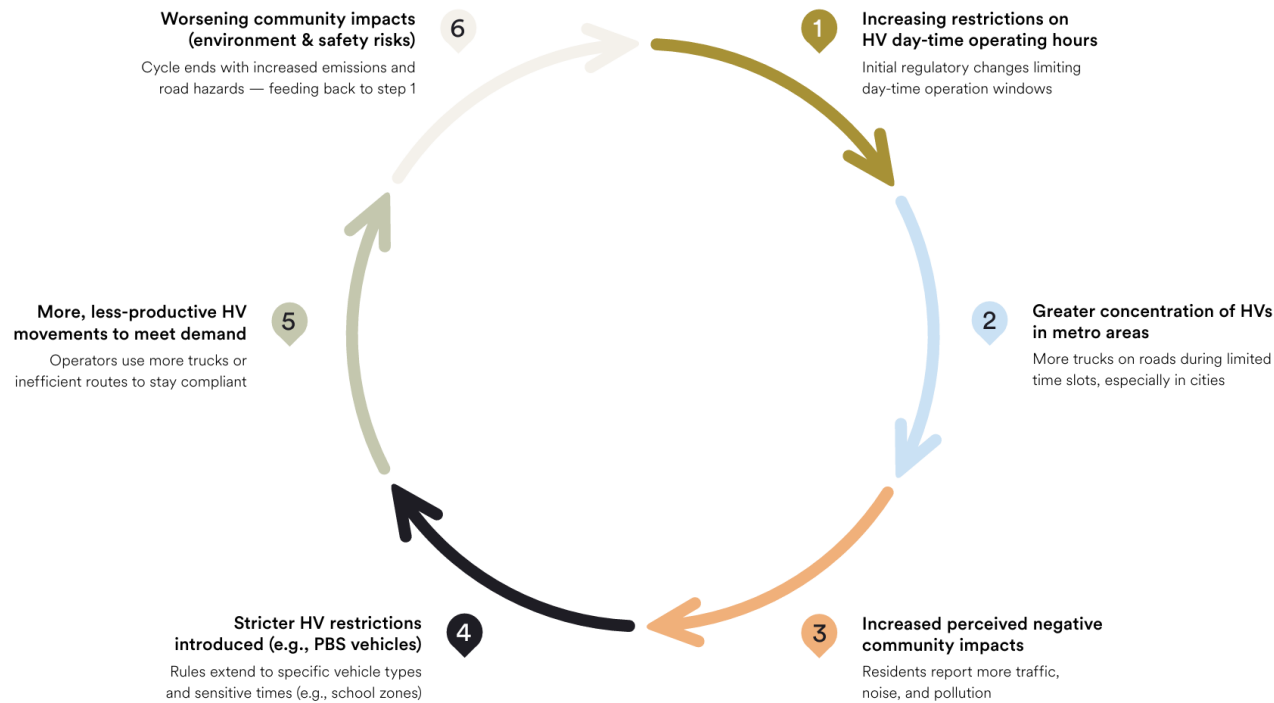 1
Increasing restrictions on
HV day-time operating hours
Initial regulatory changes limiting
day-time operation windows
2
Greater concentration of HVs
in metro areas
More trucks on roads during limited
time slots, especially in cities
3
Increased perceived negative
community impacts
Residents report more traffic,
noise, and pollution
4
Stricter HV restrictions
introduced (e.g., PBS vehicles)
Rules extend to specific vehicle types
and sensitive times (e.g., school zones)
5
More, less-productive HV
movements to meet demand
Operators use more trucks or
inefficient routes to stay compliant
6
Worsening community impacts
(environment & safety risks)
Cycle ends with increased emissions and
road hazards — feeding back to step 1